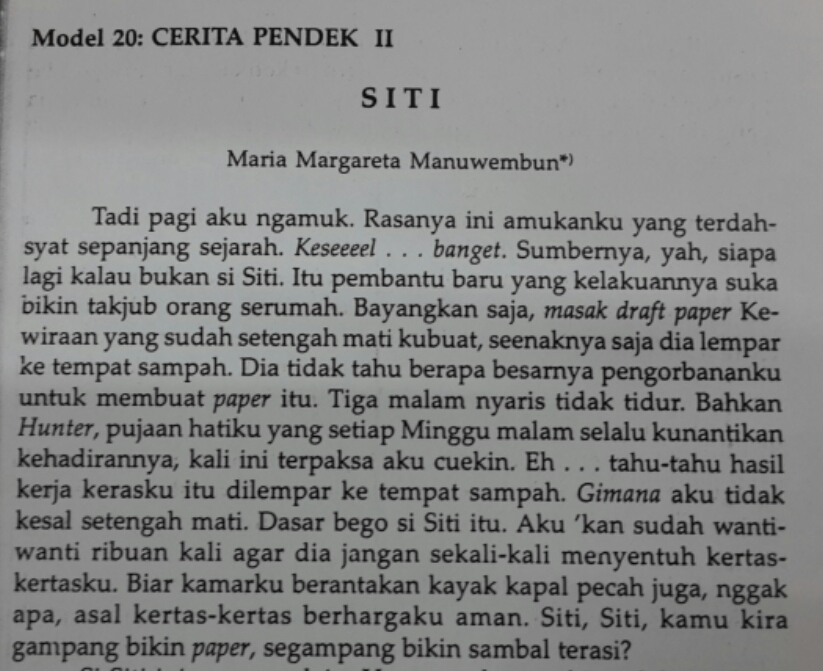 Model 20: CERITA PENDEK II
SITI
Maria Margareta Manuwembun*)
Tadi pagi aku ngamuk. Rasanya ini amukanku yang terdah-
syat sepanjang sejarah. Keseeeel . . . banget. Sumbernya, yah, siapa
lagi kalau bukan si Siti. Itu pembantu baru yang kelakuannya suka
bikin takjub orang serumah. Bayangkan saja, masak draft paper Ke-
wiraan yang sudah setengah mati kubuat, seenaknya saja dia lempar
ke tempat sampah. Dia tidak tahu berapa besarnya pengorbananku
untuk membuat paper itu. Tiga malam nyaris tidak tidur. Bahkan
Hunter, pujaan hatiku yang setiap Minggu malam selalu kunantikan
kehadirannya, kali ini terpaksa aku cuekin. Eh . . . tahu-tahu hasil
kerja kerasku itu dilempar ke tempat sampah. Gimana aku tidak
kesal setengah mati. Dasar bego si Siti itu. Aku 'kan sudah wanti-
wanti ribuan kali agar dia jangan sekali-kali menyentuh kertas-
kertasku. Biar kamarku berantakan kayak kapal pecah juga, nggak
apa, asal kertas-kertas berhargaku aman. Siti, Siti, kamu kira
gampang bikin paper, segampang bikin sambal terasi?